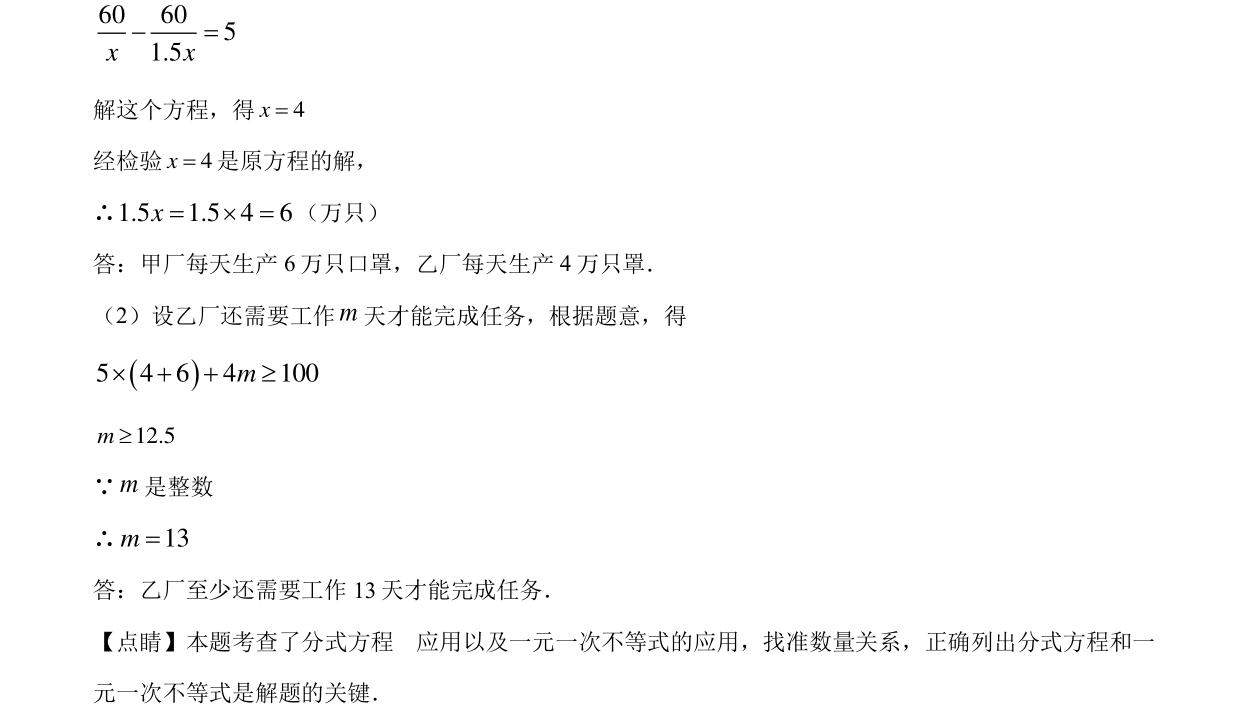 60/x − 60/1.5x = 5
解这个方程，得 x = 4
经检验 x = 4 是原方程的解，
∴ 1.5x = 1.5×4 = 6（万只）
答：甲厂每天生产 6 万只口罩，乙厂每天生产 4 万只罩．
（2）设乙厂还需要工作 m 天才能完成任务，根据题意，得
5×(4+6)+4m ≥ 100
m ≥ 12.5
∵ m 是整数
∴ m = 13
答：乙厂至少还需要工作 13 天才能完成任务．
【点睛】本题考查了分式方程 应用以及一元一次不等式的应用，找准数量关系，正确列出分式方程和一
元一次不等式是解题的关键．